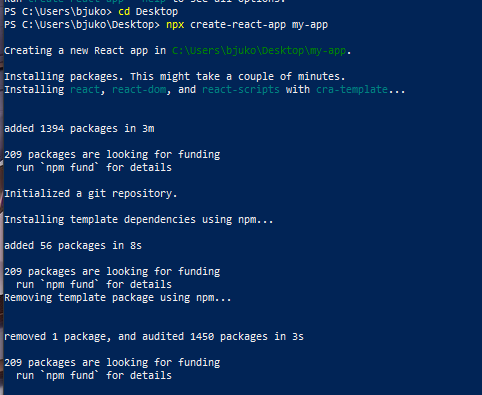 PS C:\Users\bjuko> cd Desktop
PS C:\Users\bjuko\Desktop> npx create-react-app my-app
Creating a new React app in C:\Users\bjuko\Desktop\my-app.
Installing packages. This might take a couple of minutes.
Installing react, react-dom, and react-scripts with cra-template...
added 1394 packages in 3m
209 packages are looking for funding
run `npm fund` for details
Initialized a git repository.
Installing template dependencies using npm...
added 56 packages in 8s
209 packages are looking for funding
run `npm fund` for details
Removing template package using npm...
removed 1 package, and audited 1450 packages in 3s
209 packages are looking for funding
run `npm fund` for details